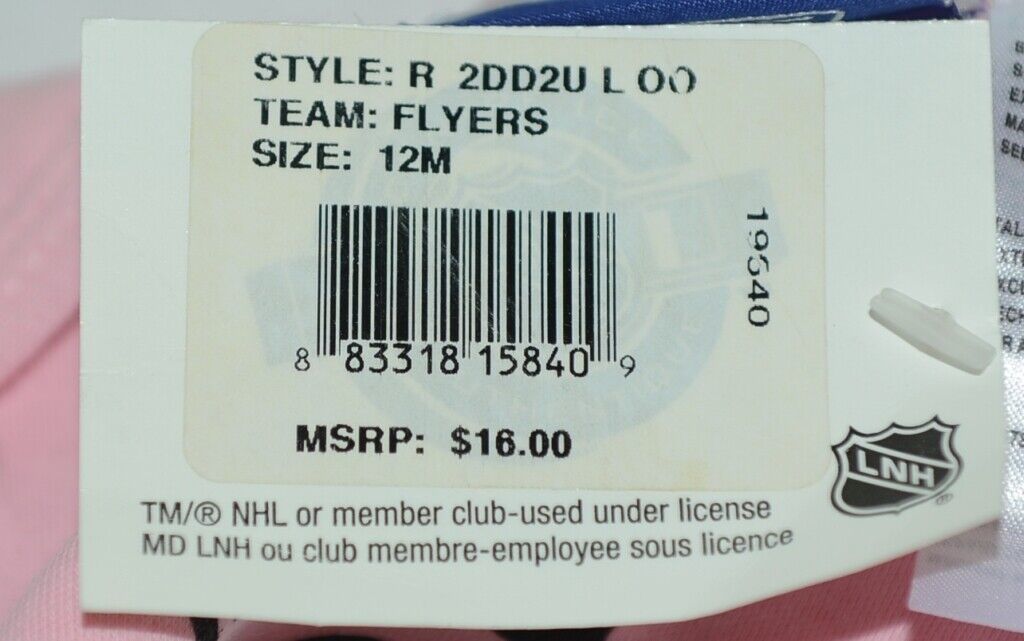 STYLE: R 2DD2U L OO
TEAM: FLYERS
SIZE: 12M
8 83318 15840 9
MSRP: $16.00
TM/® NHL or member club-used under license
MD LNH ou club membre-employee sous licence
LNH